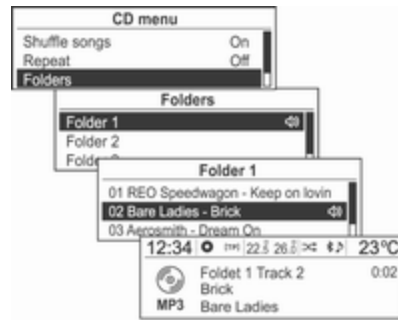 CD menu
Shuffle songs On
Repeat Off
Folders
Folders
Folder 1
Folder 2
Folder 1
01 REO Speedwagon - Keep on lovin
02 Bare Ladies - Brick
03 Aerosmith - Dream On
12:34 22.5 26.5 23°C
Foldet 1 Track 2 0:02
Brick
MP3 Bare Ladies